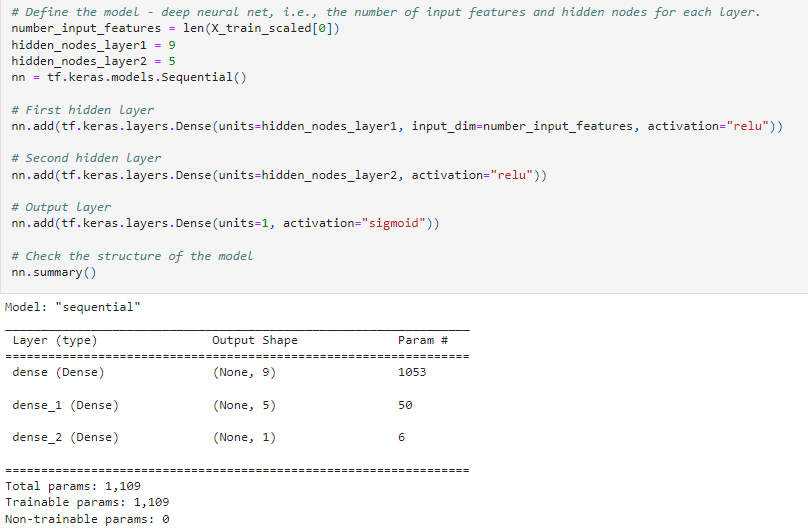 # Define the model - deep neural net, i.e., the number of input features and hidden nodes for each layer.
number_input_features = len(X_train_scaled[0])
hidden_nodes_layer1 = 9
hidden_nodes_layer2 = 5
nn = tf.keras.models.Sequential()
# First hidden layer
nn.add(tf.keras.layers.Dense(units=hidden_nodes_layer1, input_dim=number_input_features, activation="relu"))
# Second hidden layer
nn.add(tf.keras.layers.Dense(units=hidden_nodes_layer2, activation="relu"))
# Output layer
nn.add(tf.keras.layers.Dense(units=1, activation="sigmoid"))
# Check the structure of the model
nn.summary()
Model: "sequential"
Layer (type) Output Shape Param #
dense (Dense) (None, 9) 1053
dense_1 (Dense) (None, 5) 50
dense_2 (Dense) (None, 1) 6
Total params: 1,109
Trainable params: 1,109
Non-trainable params: 0